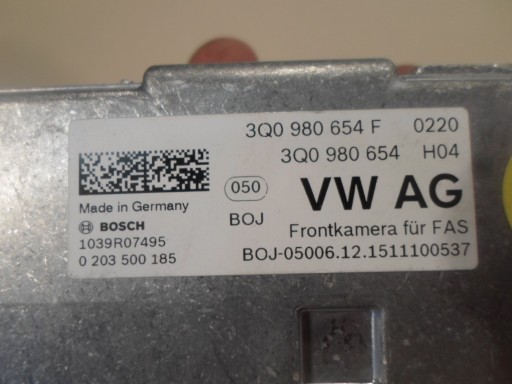 3Q0 980 654 F 0220
3Q0 980 654 H04
050 VW AG
Made in Germany
BOSCH BOJ Frontkamera für FAS
1039R07495
0 203 500 185 BOJ-05006.12.1511100537